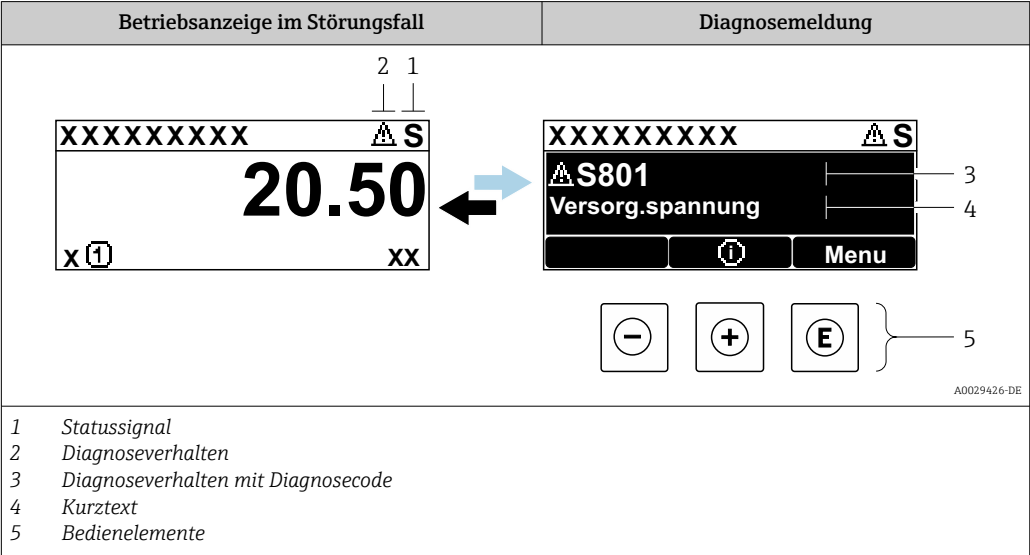 Betriebsanzeige im Störungsfall
Diagnosemeldung
2 1
XXXXXXXXX ⚠ S
20.50
x 1 xx
XXXXXXXXX ⚠ S
⚠S801
Versorg.spannung
i Menu
3
4
− + E
5
A0029426-DE
1 Statussignal
2 Diagnoseverhalten
3 Diagnoseverhalten mit Diagnosecode
4 Kurztext
5 Bedienelemente